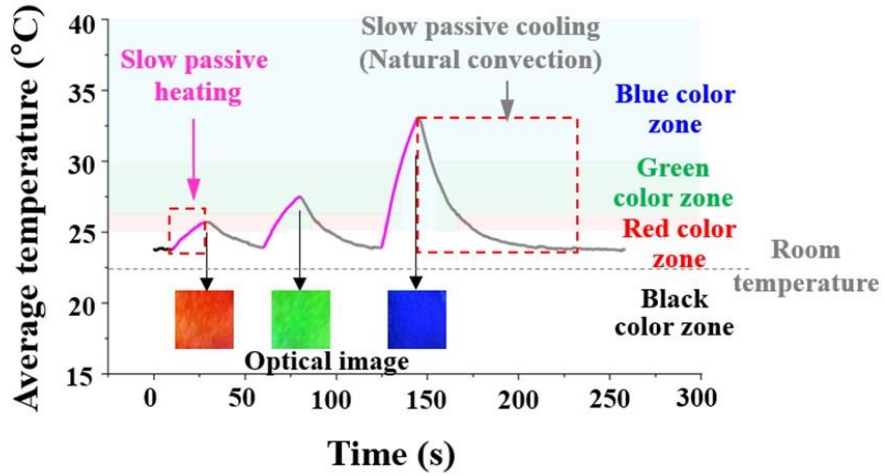 Average temperature (°C)
40
35
30
25
20
15
Slow passive
heating
Slow passive cooling
(Natural convection)
Blue color
zone
Green
color zone
Red color
zone
Room
temperature
Black
color zone
Optical image
0 50 100 150 200 250 300
Time (s)